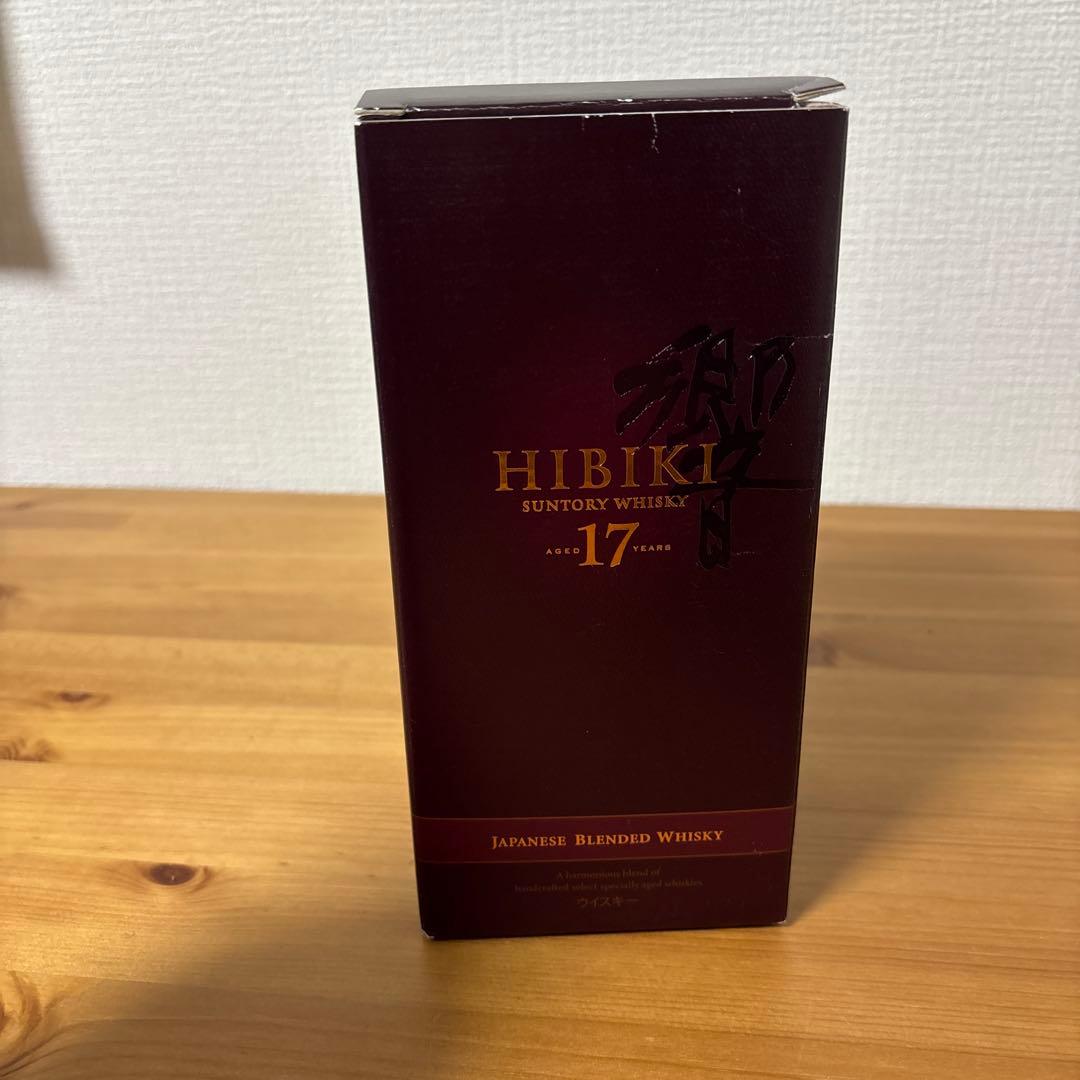 響
HIBIKI
SUNTORY WHISKY
AGED 17 YEARS
JAPANESE BLENDED WHISKY
A harmonious blend of
handcrafted select specially aged whiskies
ウイスキー